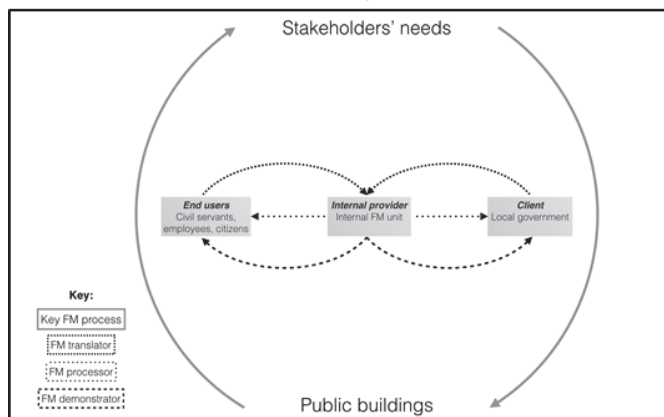 Stakeholders' needs
End users
Civil servants,
employees, citizens
Internal provider
Internal FM unit
Client
Local government
Key:
Key FM process
FM translator
FM processor
FM demonstrator
Public buildings